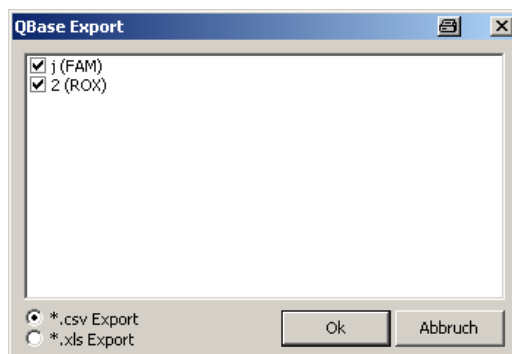 QBase Export
j (FAM)
2 (ROX)
*.csv Export
*.xls Export
Ok
Abbruch